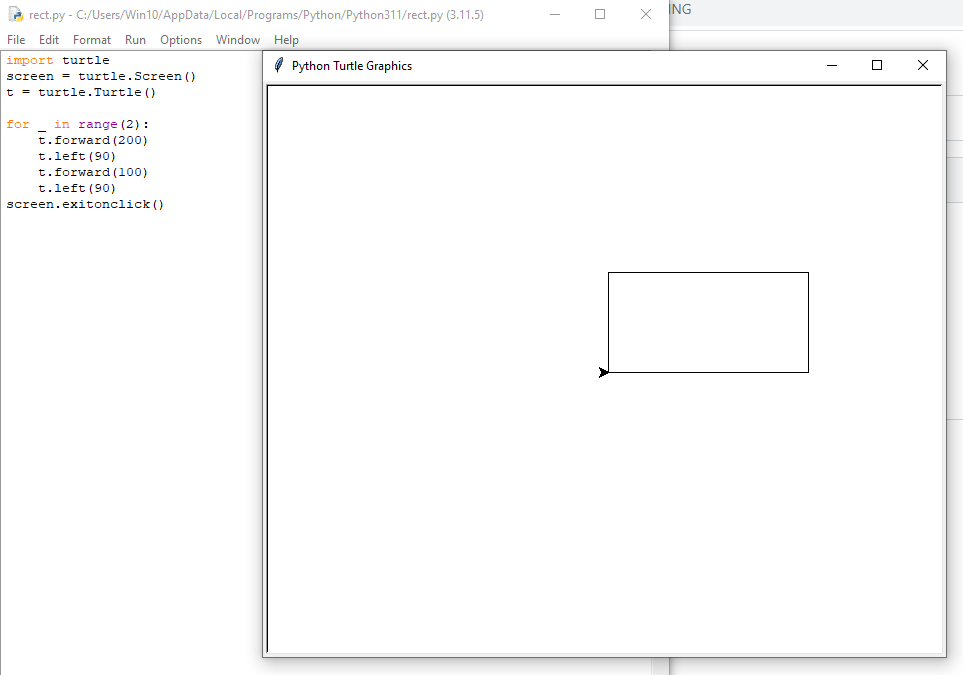 rect.py - C:/Users/Win10/AppData/Local/Programs/Python/Python311/rect.py (3.11.5)
File Edit Format Run Options Window Help
import turtle
screen = turtle.Screen()
t = turtle.Turtle()
for _ in range(2):
    t.forward(200)
    t.left(90)
    t.forward(100)
    t.left(90)
screen.exitonclick()
Python Turtle Graphics